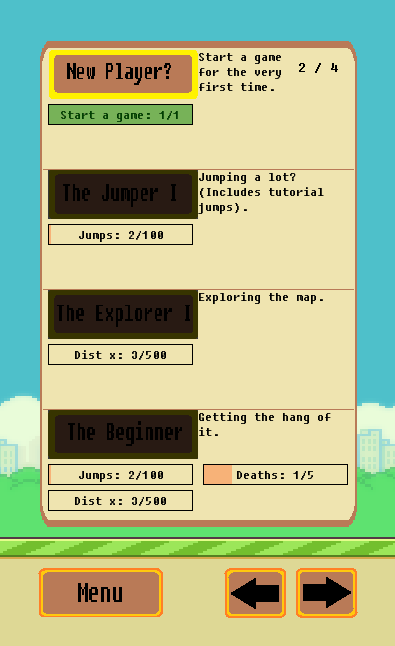 New Player?
Start a game
for the very
first time.
2 / 4
Start a game: 1/1
The Jumper I
Jumping a lot?
(Includes tutorial
jumps).
Jumps: 2/100
The Explorer I
Exploring the map.
Dist x: 3/500
The Beginner
Getting the hang of
it.
Jumps: 2/100
Deaths: 1/5
Dist x: 3/500
Menu